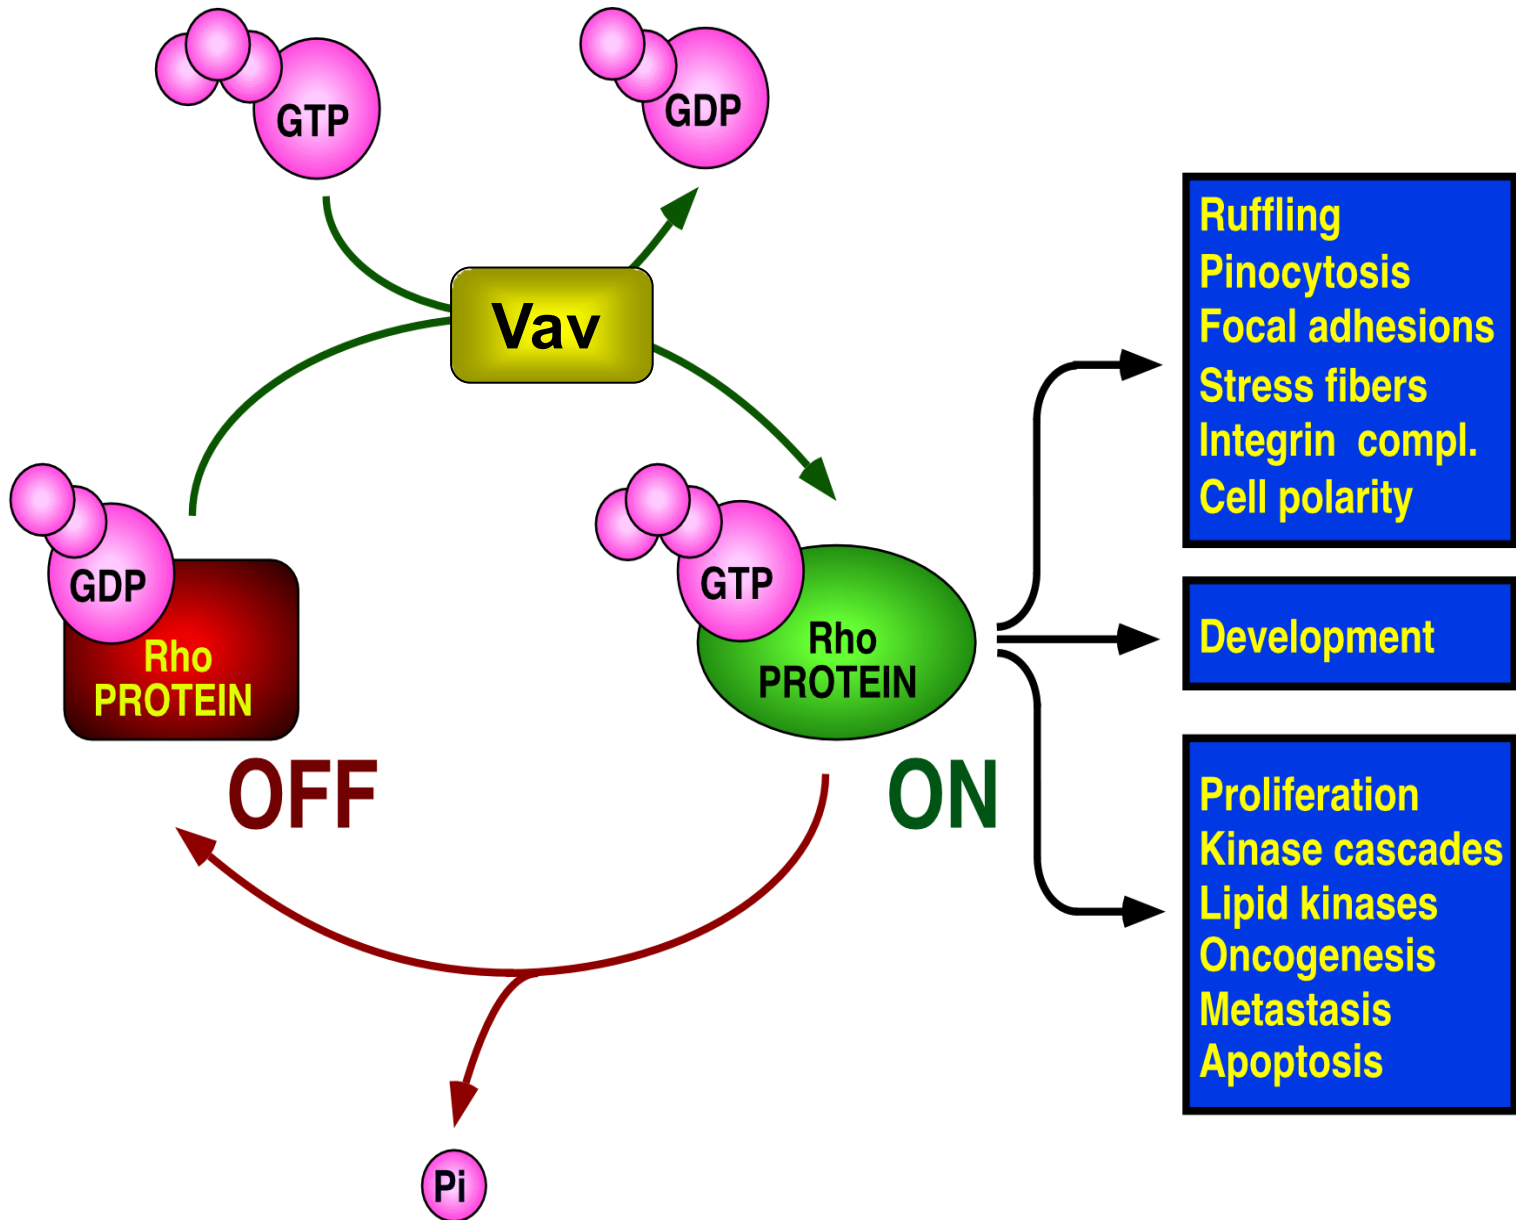 GTP
GDP
Vav
GDP
Rho
PROTEIN
OFF
GTP
Rho
PROTEIN
ON
Pi
Ruffling
Pinocytosis
Focal adhesions
Stress fibers
Integrin compl.
Cell polarity
Development
Proliferation
Kinase cascades
Lipid kinases
Oncogenesis
Metastasis
Apoptosis